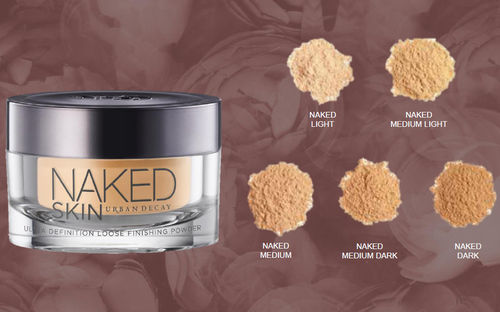 NAKED
SKIN URBAN DECAY
ULTRA DEFINITION LOOSE FINISHING POWDER
NAKED
LIGHT
NAKED
MEDIUM LIGHT
NAKED
MEDIUM
NAKED
MEDIUM DARK
NAKED
DARK